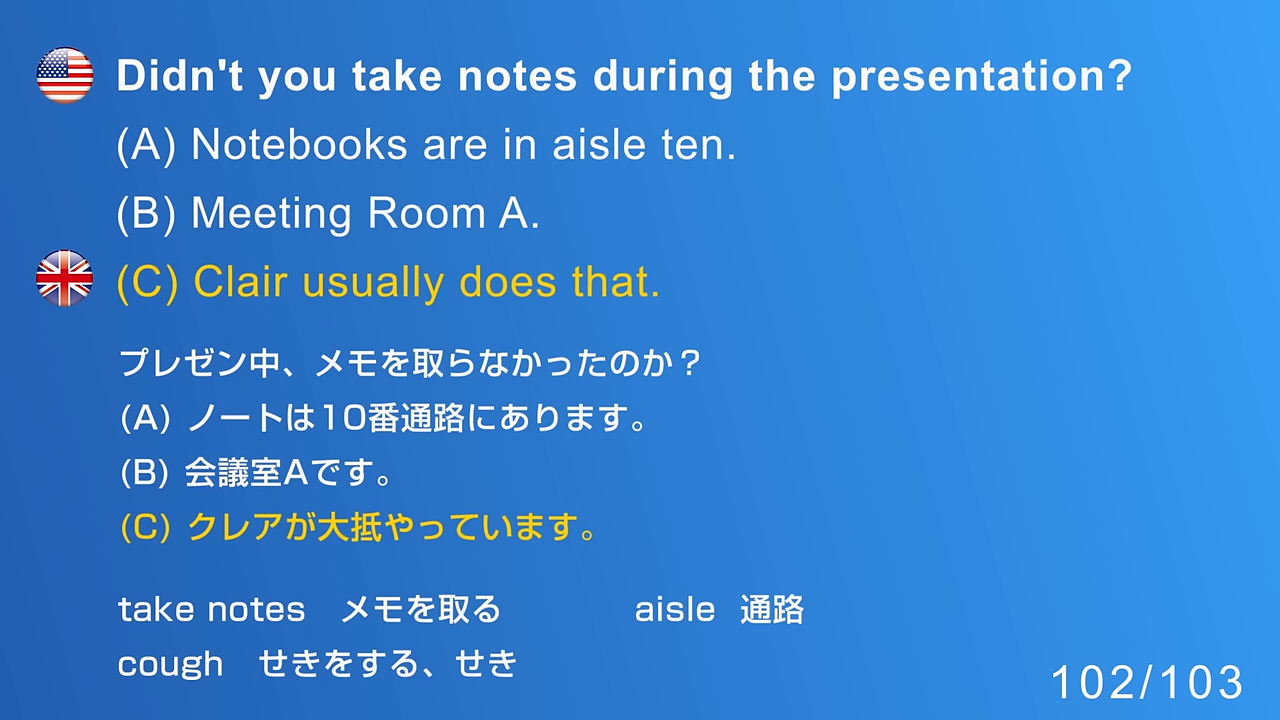 Didn't you take notes during the presentation?
(A) Notebooks are in aisle ten.
(B) Meeting Room A.
(C) Clair usually does that.
プレゼン中、メモを取らなかったのか？
(A) ノートは10番通路にあります。
(B) 会議室Aです。
(C) クレアが大抵やっています。
take notes　メモを取る　　　　aisle 通路
cough　せきをする、せき
102/103